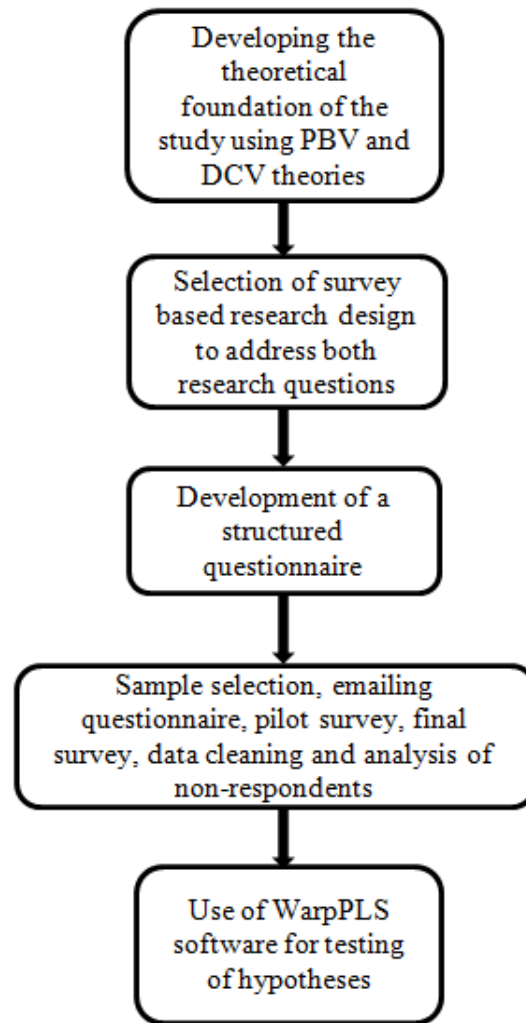 Developing the
theoretical
foundation of the
study using PBV and
DCV theories
Selection of survey
based research design
to address both
research questions
Development of a
structured
questionnaire
Sample selection, emailing
questionnaire, pilot survey, final
survey, data cleaning and analysis of
non-respondents
Use of WarpPLS
software for testing
of hypotheses